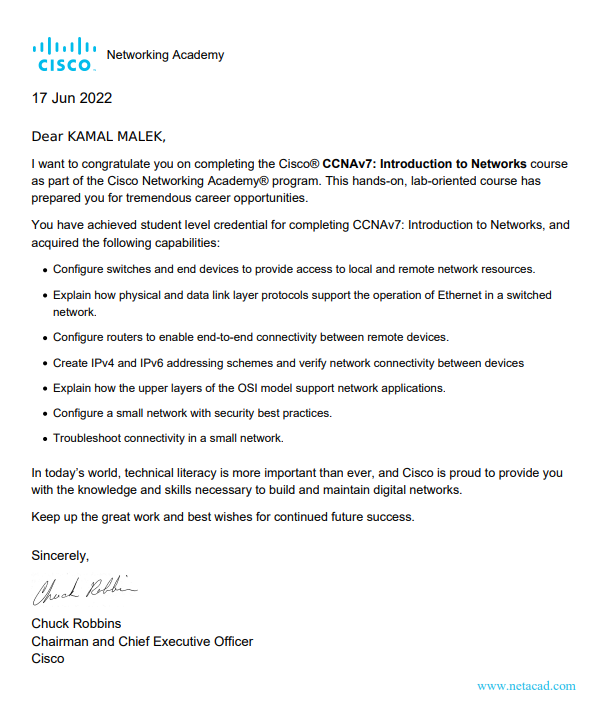 CISCO
Networking Academy
17 Jun 2022
Dear KAMAL MALEK,
I want to congratulate you on completing the Cisco® CCNAv7: Introduction to Networks course
as part of the Cisco Networking Academy® program. This hands-on, lab-oriented course has
prepared you for tremendous career opportunities.
You have achieved student level credential for completing CCNAv7: Introduction to Networks, and
acquired the following capabilities:
• Configure switches and end devices to provide access to local and remote network resources.
• Explain how physical and data link layer protocols support the operation of Ethernet in a switched
network.
• Configure routers to enable end-to-end connectivity between remote devices.
• Create IPv4 and IPv6 addressing schemes and verify network connectivity between devices
• Explain how the upper layers of the OSI model support network applications.
• Configure a small network with security best practices.
• Troubleshoot connectivity in a small network.
In today’s world, technical literacy is more important than ever, and Cisco is proud to provide you
with the knowledge and skills necessary to build and maintain digital networks.
Keep up the great work and best wishes for continued future success.
Sincerely,
Chuck Robbins
Chuck Robbins
Chairman and Chief Executive Officer
Cisco
www.netacad.com